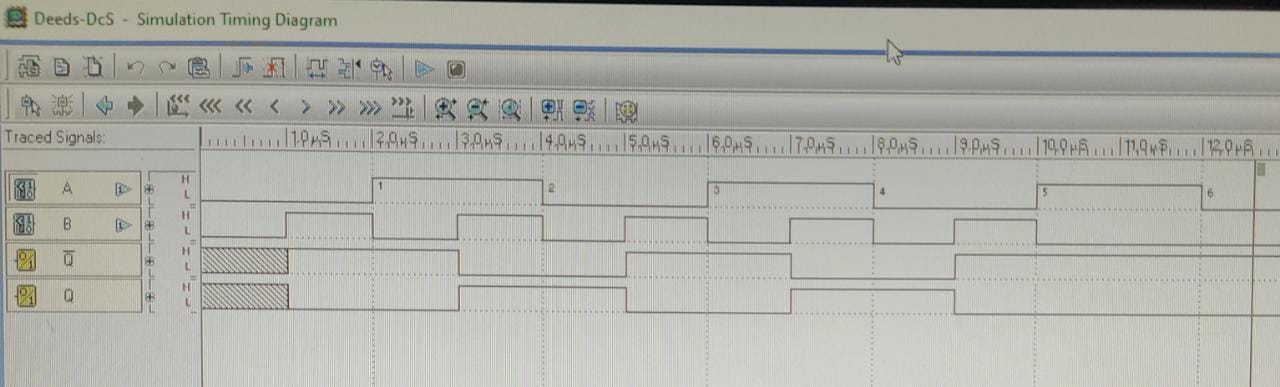 Deeds-DcS - Simulation Timing Diagram
Traced Signals:
1,0µS 2,0µS 3,0µS 4,0µS 5,0µS 6,0µS 7,0µS 8,0µS 9,0µS 10,0µS 11,0µS 12,0µS
A H L 1 2 3 4 5 6
B H L
Q̅ H L
Q H L